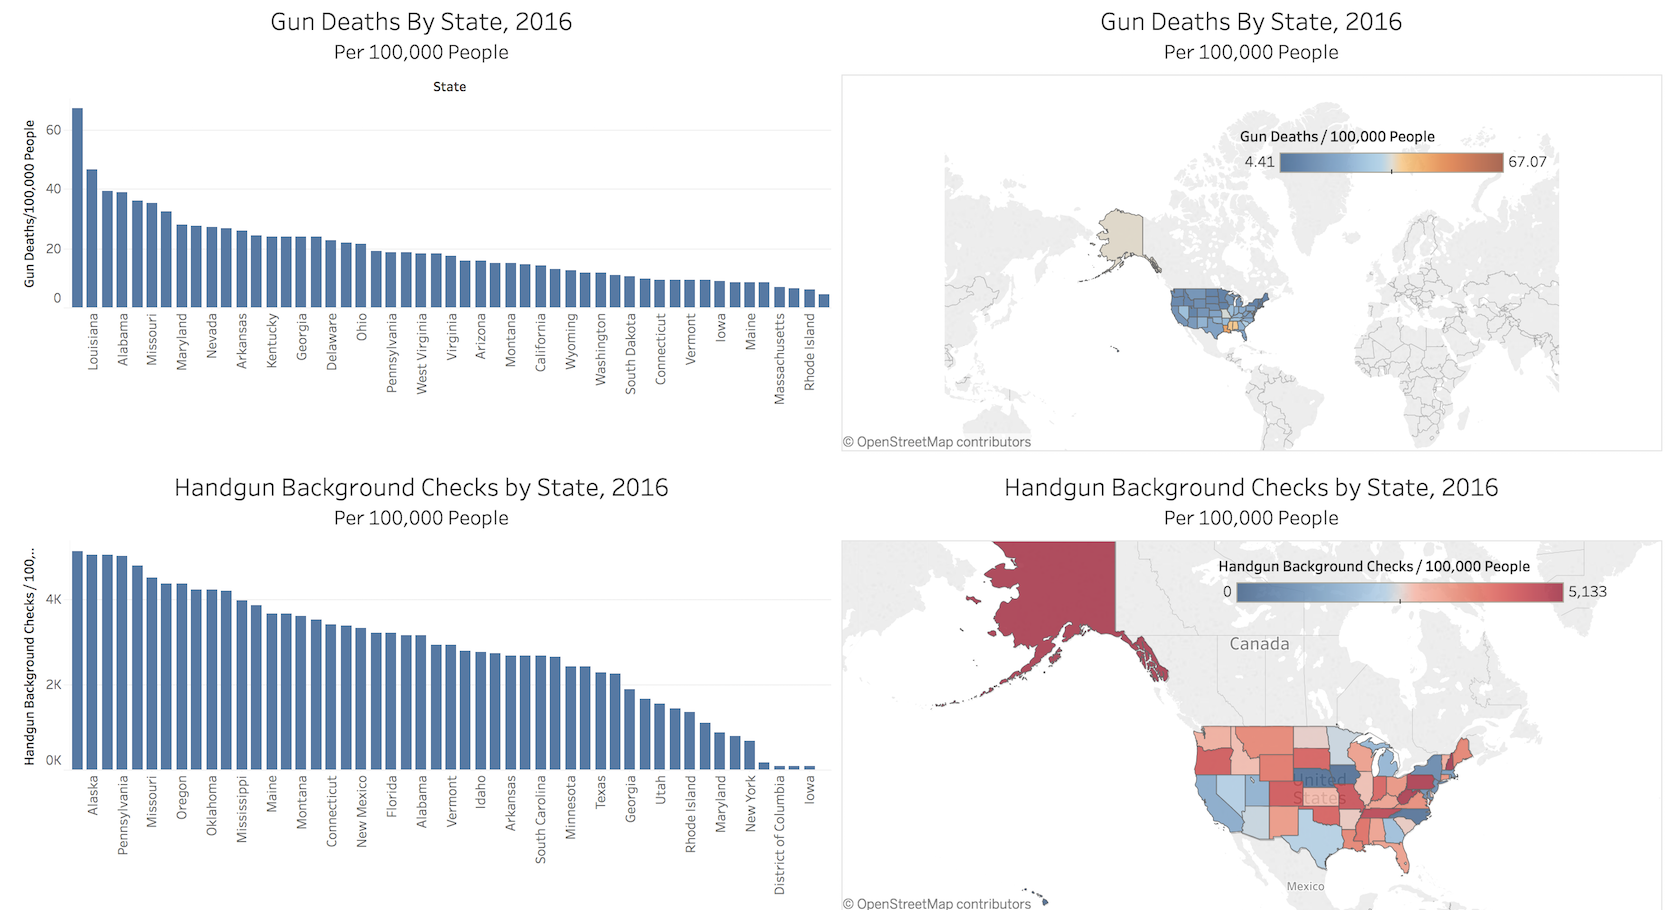 Gun Deaths By State, 2016
Per 100,000 People
State
Gun Deaths/100,000 People
60
40
20
0
Louisiana
Alabama
Missouri
Maryland
Nevada
Arkansas
Kentucky
Georgia
Delaware
Ohio
Pennsylvania
West Virginia
Virginia
Arizona
Montana
California
Wyoming
Washington
South Dakota
Connecticut
Vermont
Iowa
Maine
Massachusetts
Rhode Island
Gun Deaths By State, 2016
Per 100,000 People
Gun Deaths / 100,000 People
4.41
67.07
© OpenStreetMap contributors
Handgun Background Checks by State, 2016
Per 100,000 People
Handgun Background Checks / 100,..
4K
2K
0K
Alaska
Pennsylvania
Missouri
Oregon
Oklahoma
Mississippi
Maine
Montana
Connecticut
New Mexico
Florida
Alabama
Vermont
Idaho
Arkansas
South Carolina
Minnesota
Texas
Georgia
Utah
Rhode Island
Maryland
New York
District of Columbia
Iowa
Handgun Background Checks by State, 2016
Per 100,000 People
Handgun Background Checks / 100,000 People
0
5,133
Canada
United
States
Mexico
© OpenStreetMap contributors